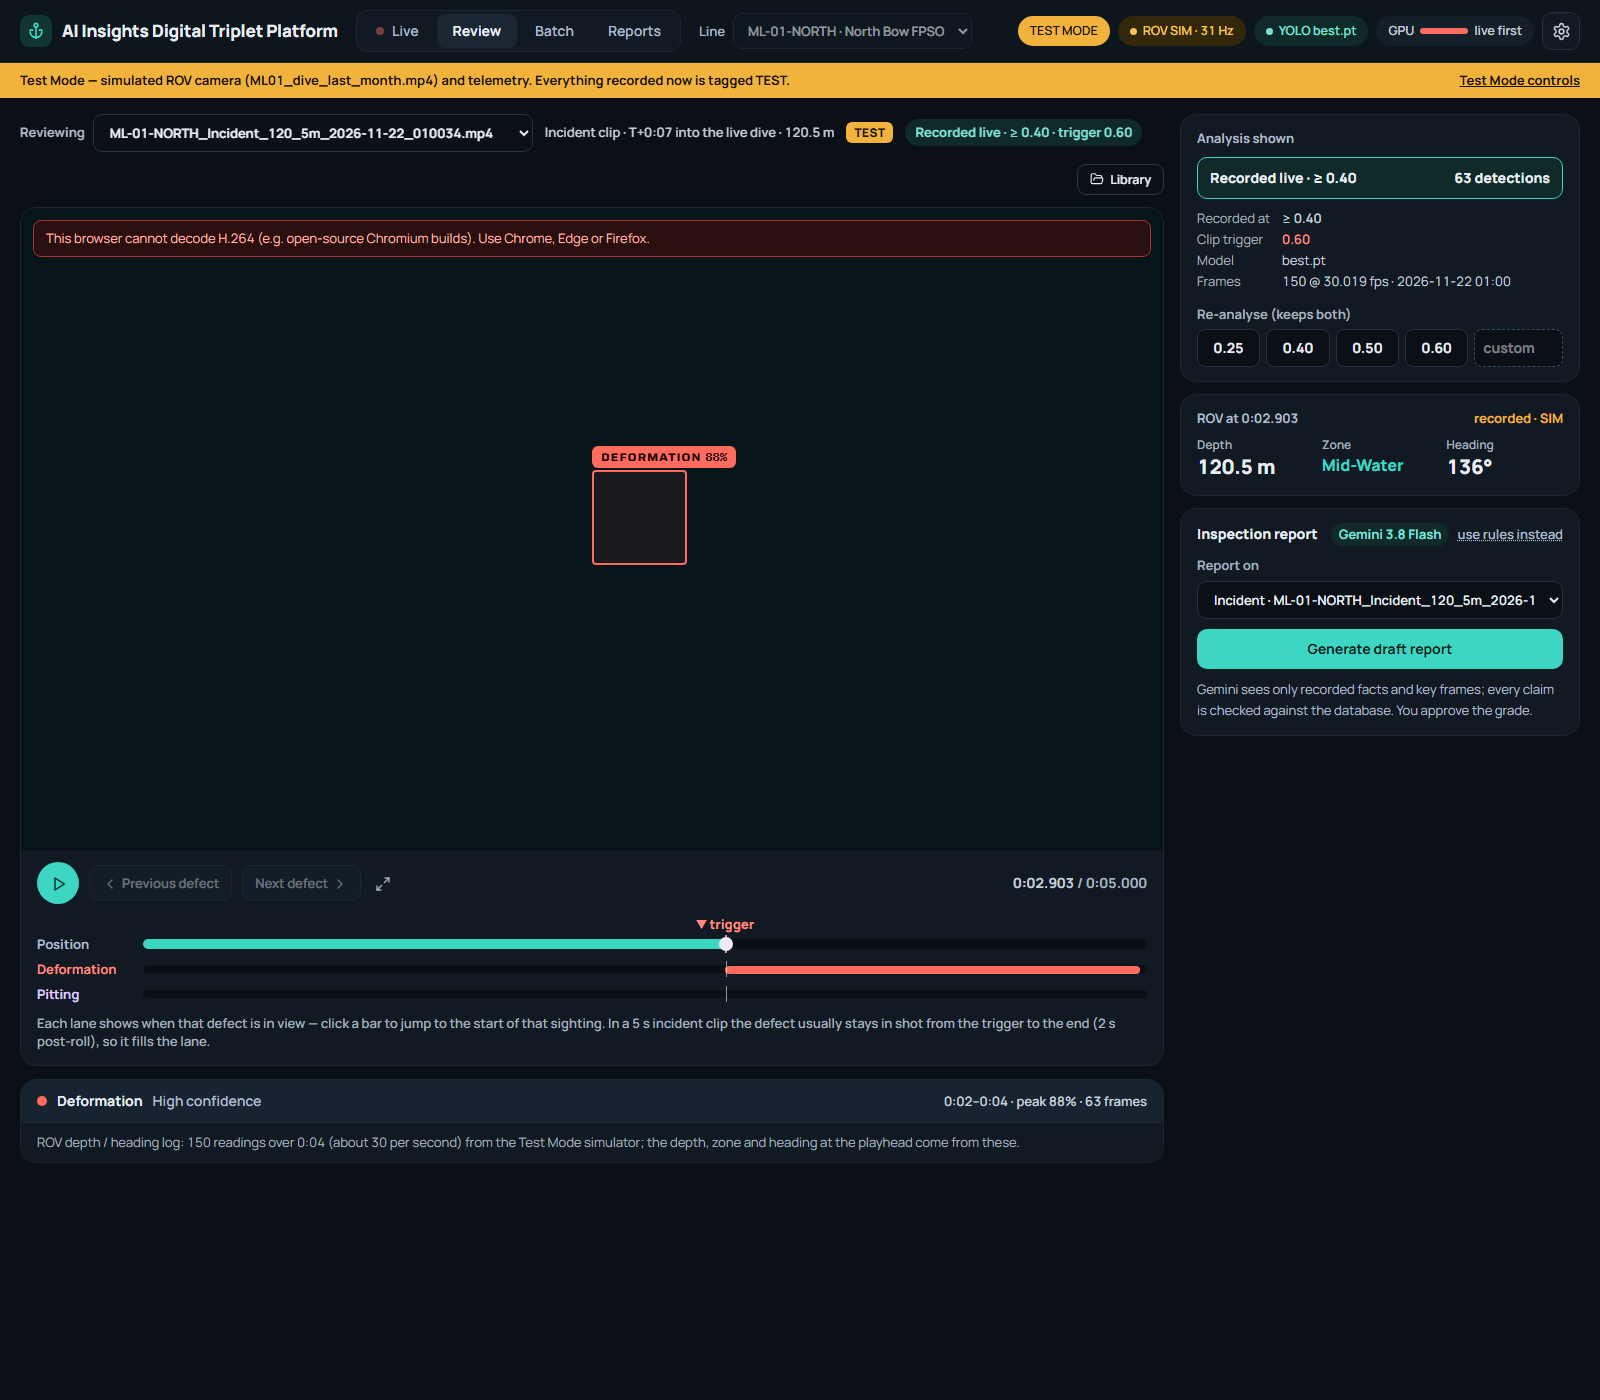 AI Insights Digital Triplet Platform
Live
Review
Batch
Reports
Line
ML-01-NORTH · North Bow FPSO
TEST MODE
ROV SIM · 31 Hz
YOLO best.pt
GPU
live first
Test Mode — simulated ROV camera (ML01_dive_last_month.mp4) and telemetry. Everything recorded now is tagged TEST.
Test Mode controls
Reviewing
ML-01-NORTH_Incident_120_5m_2026-11-22_010034.mp4
Incident clip · T+0:07 into the live dive · 120.5 m
TEST
Recorded live · ≥ 0.40 · trigger 0.60
Library
This browser cannot decode H.264 (e.g. open-source Chromium builds). Use Chrome, Edge or Firefox.
DEFORMATION 88%
Previous defect
Next defect
0:02.903 / 0:05.000
trigger
Position
Deformation
Pitting
Each lane shows when that defect is in view — click a bar to jump to the start of that sighting. In a 5 s incident clip the defect usually stays in shot from the trigger to the end (2 s
post-roll), so it fills the lane.
Deformation High confidence
0:02–0:04 · peak 88% · 63 frames
ROV depth / heading log: 150 readings over 0:04 (about 30 per second) from the Test Mode simulator; the depth, zone and heading at the playhead come from these.
Analysis shown
Recorded live · ≥ 0.40
63 detections
Recorded at ≥ 0.40
Clip trigger 0.60
Model best.pt
Frames 150 @ 30.019 fps · 2026-11-22 01:00
Re-analyse (keeps both)
0.25
0.40
0.50
0.60
custom
ROV at 0:02.903
recorded · SIM
Depth
Zone
Heading
120.5 m
Mid-Water
136°
Inspection report
Gemini 3.8 Flash
use rules instead
Report on
Incident · ML-01-NORTH_Incident_120_5m_2026-1
Generate draft report
Gemini sees only recorded facts and key frames; every claim
is checked against the database. You approve the grade.